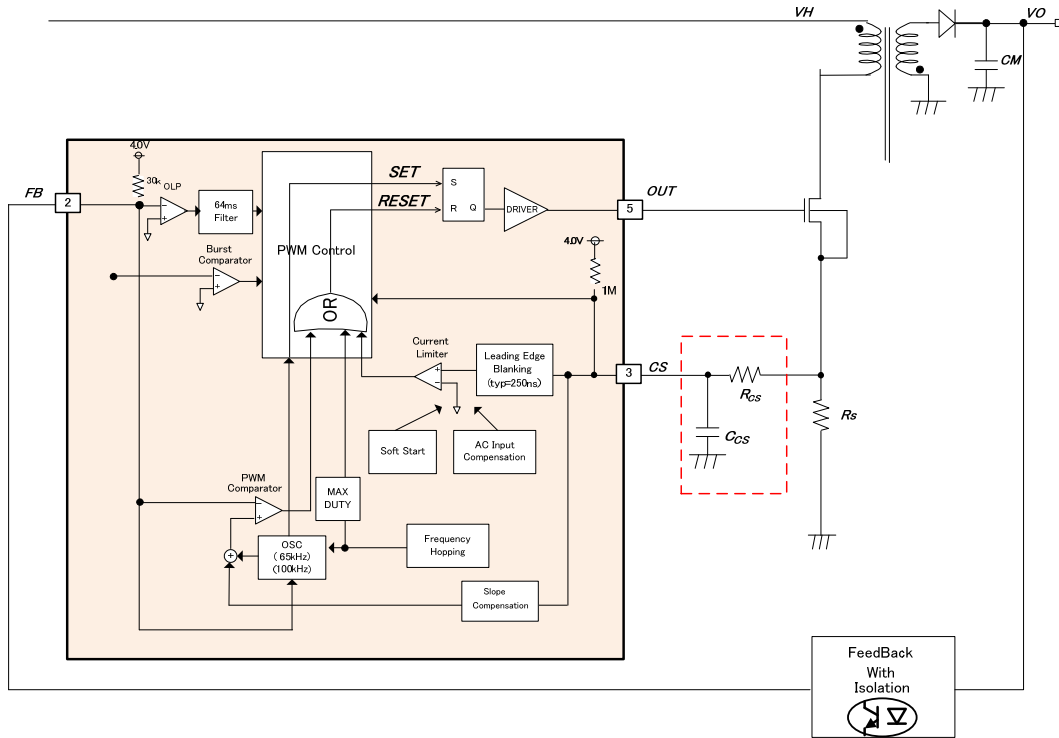 VH
VO
CM
4.0V
30k
OLP
FB
2
64ms
Filter
SET
RESET
S
R
Q
DRIVER
5
OUT
Burst
Comparator
PWM Control
OR
4.0V
1M
Current
Limiter
Leading Edge
Blanking
(typ=250ns)
3
CS
RCS
CCS
RS
Soft Start
AC Input
Compensation
PWM
Comparator
MAX
DUTY
OSC
(65kHz)
(100kHz)
Frequency
Hopping
Slope
Compensation
FeedBack
With
Isolation